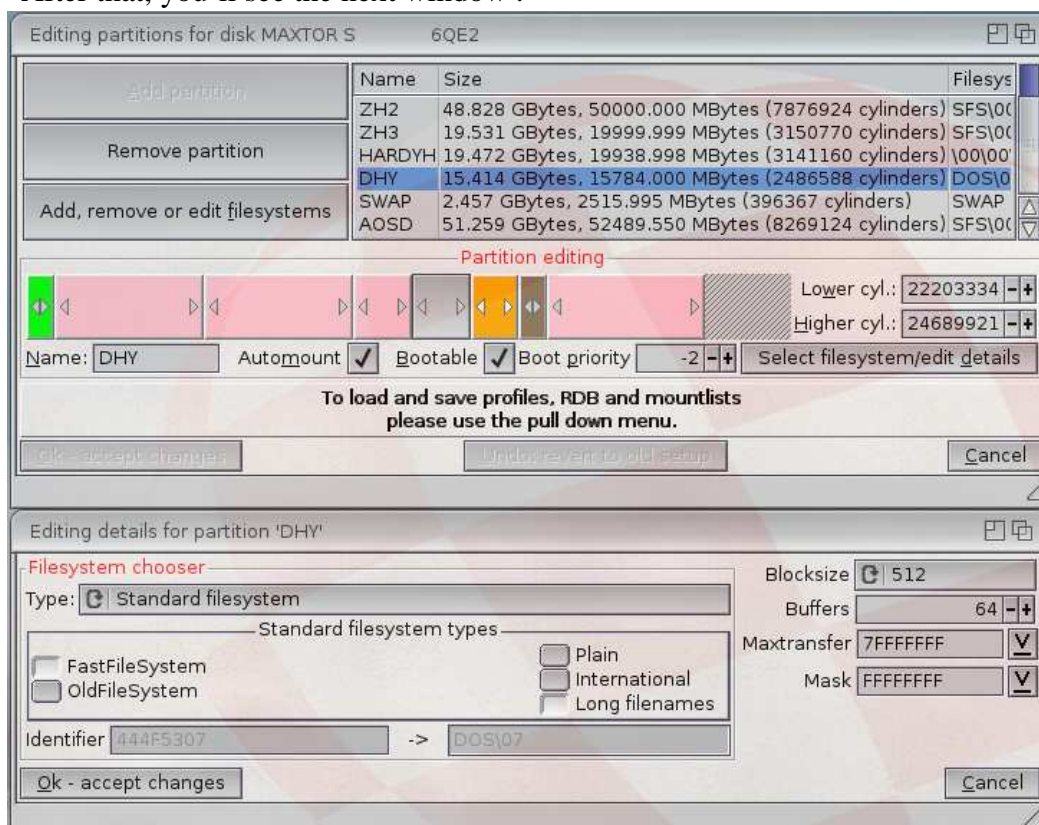 After that, you'll see the next window :
Editing partitions for disk MAXTOR S 6QE2
Add partition
Remove partition
Add, remove or edit filesystems
Name Size Filesys
ZH2 48.828 GBytes, 50000.000 MBytes (7876924 cylinders) SFS\0(
ZH3 19.531 GBytes, 19999.999 MBytes (3150770 cylinders) SFS\0(
HARDYH 19.472 GBytes, 19938.998 MBytes (3141160 cylinders) \00\00
DHY 15.414 GBytes, 15784.000 MBytes (2486588 cylinders) DOS\0
SWAP 2.457 GBytes, 2515.995 MBytes (396367 cylinders) SWAP
AOSD 51.259 GBytes, 52489.550 MBytes (8269124 cylinders) SFS\0(
Partition editing
Lower cyl.: 22203334 - +
Higher cyl.: 24689921 - +
Name: DHY Automount Bootable Boot priority -2 - + Select filesystem/edit details
To load and save profiles, RDB and mountlists
please use the pull down menu.
Ok - accept changes Undo: revert to old setup Cancel
Editing details for partition 'DHY'
Filesystem chooser
Type: Standard filesystem
Standard filesystem types
FastFileSystem
OldFileSystem
Plain
International
Long filenames
Identifier 444F5307 -> DOS\07
Blocksize 512
Buffers 64 - +
Maxtransfer 7FFFFFFF
Mask FFFFFFFF
Ok - accept changes Cancel